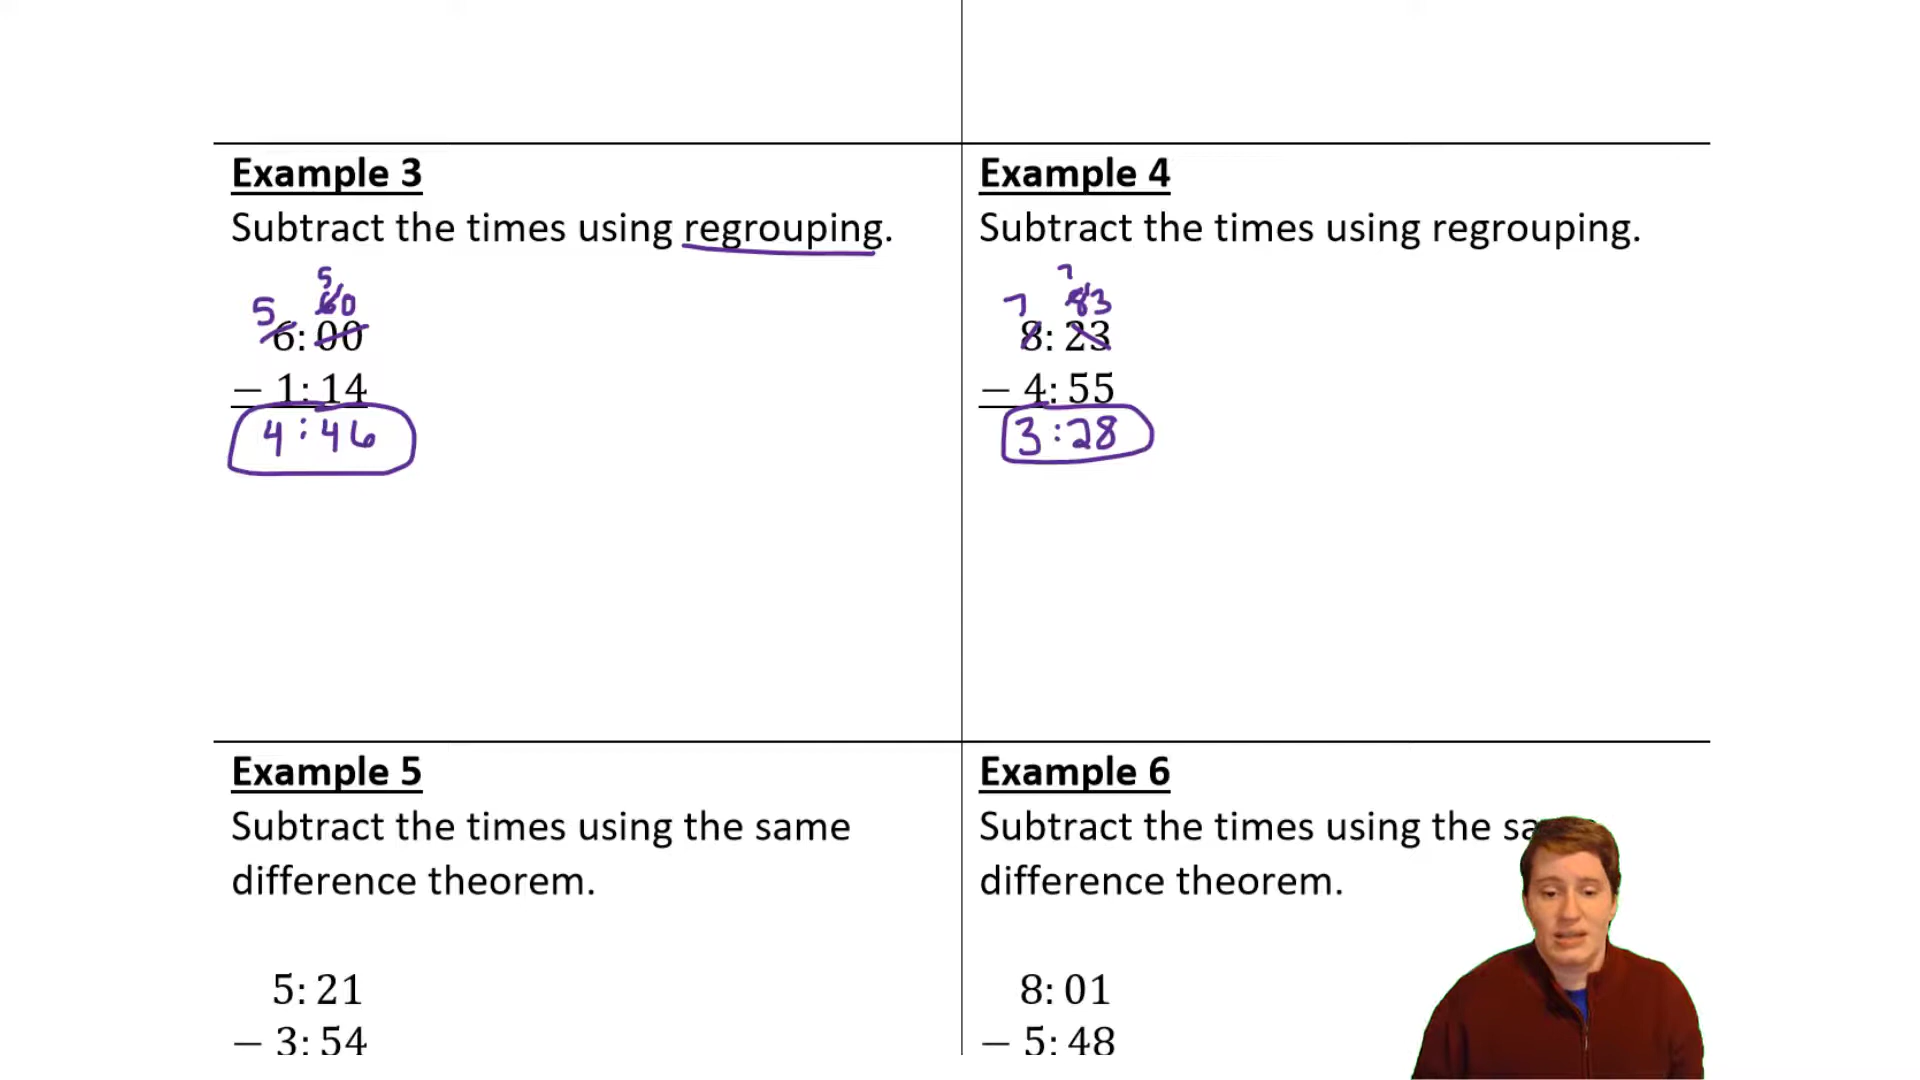 Example 3
Subtract the times using regrouping.
5
5 60
6:00
− 1:14
4:46
Example 4
Subtract the times using regrouping.
7
7 83
8:23
− 4:55
3:28
Example 5
Subtract the times using the same
difference theorem.
5:21
− 3:54
Example 6
Subtract the times using the
difference theorem.
8:01
− 5:48